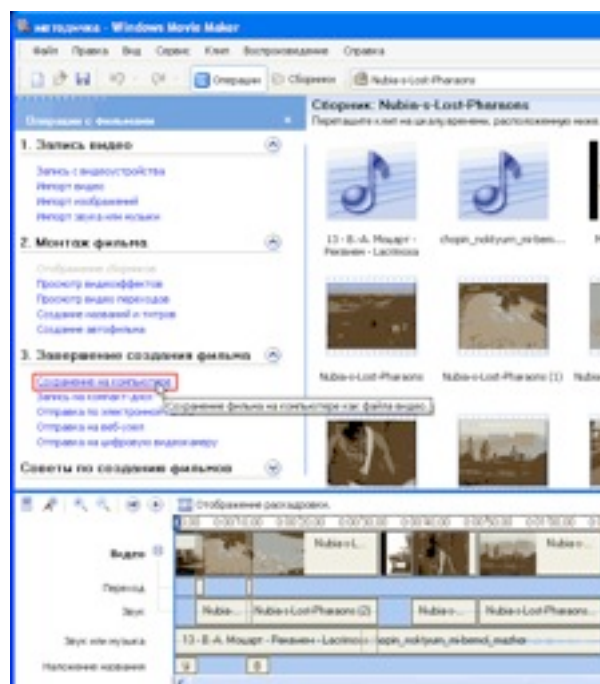 методичка - Windows Movie Maker
Файл Правка Вид Сервис Клип Воспроизведение Справка
Операции Сборники Nubia-s-Lost-Pharaons
Операции с фильмами
Сборник: Nubia-s-Lost-Pharaons
Перетащите клип на шкалу времени, расположенную ниже
1. Запись видео
Запись с видеоустройства
Импорт видео
Импорт изображений
Импорт звука или музыки
13 - В.-А. Моцарт -
Реквием - Lacrimosa
2. Монтаж фильма
Отображение сборников
Просмотр видеоэффектов
Просмотр видео переходов
Создание названий и титров
Создание автофильма
3. Завершение создания фильма
Сохранение на компьютере
Запись на компакт-диск
Сохранение фильма на компьютере как файла видео.
Отправка по электронной
Отправка на веб-узел
Отправка на цифровую видеокамеру
Nubia-s-Lost-Pharaons
Nubia-s-Lost-Pharaons (1)
Nubia
Советы по создания фильмов
Отображение раскадровки.
Видео
Nubia-s-L...
Nubia-s...
Переход
Звук
Nubia-...
Nubia-s-Lost-Pharaons (2)
Nubia-s-...
Nubia-s-Lost-Pharaons...
Звук или музыка
13 - В.-А. Моцарт - Реквием - Lacrimosa
Наложение названия